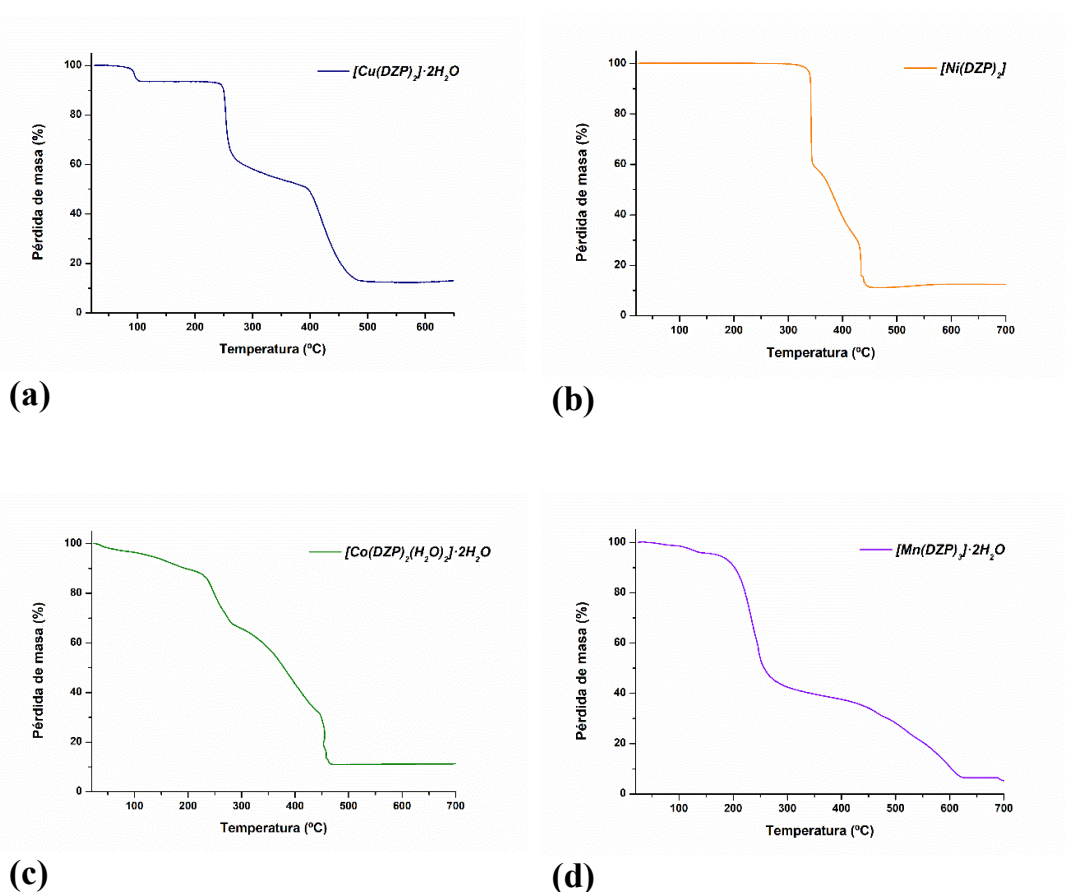 [Cu(DZP)₂]·2H₂O
Pérdida de masa (%)
100
80
60
40
20
0
100 200 300 400 500 600
Temperatura (ºC)
(a)
[Ni(DZP)₂]
Pérdida de masa (%)
100
80
60
40
20
0
100 200 300 400 500 600 700
Temperatura (ºC)
(b)
[Co(DZP)₂(H₂O)₂]·2H₂O
Pérdida de masa (%)
100
80
60
40
20
0
100 200 300 400 500 600 700
Temperatura (ºC)
(c)
[Mn(DZP)₃]·2H₂O
Pérdida de masa (%)
100
80
60
40
20
0
100 200 300 400 500 600 700
Temperatura (ºC)
(d)